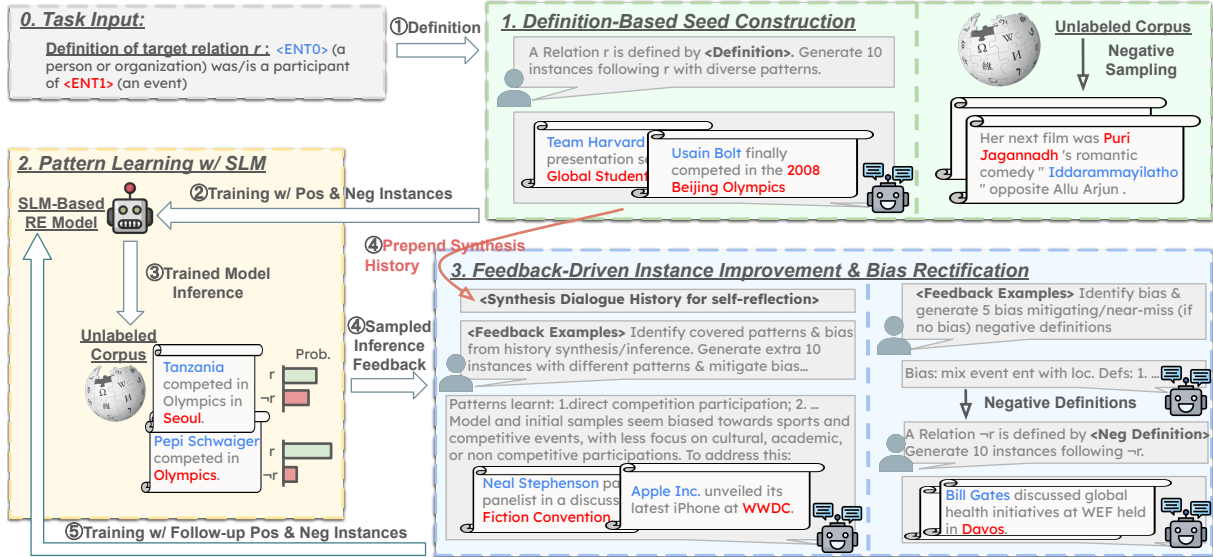 0. Task Input:
Definition of target relation r : <ENT0> (a
person or organization) was/is a participant
of <ENT1> (an event)
①Definition
1. Definition-Based Seed Construction
A Relation r is defined by <Definition>. Generate 10
instances following r with diverse patterns.
Team Harvard
presentation se
Global Student
Usain Bolt finally
competed in the 2008
Beijing Olympics
Unlabeled Corpus
Negative
Sampling
Her next film was Puri
Jagannadh 's romantic
comedy " Iddarammayilatho
" opposite Allu Arjun .
2. Pattern Learning w/ SLM
SLM-Based
RE Model
②Training w/ Pos & Neg Instances
③Trained Model
Inference
Unlabeled
Corpus
Tanzania
competed in
Olympics in
Seoul.
Pepi Schwaiger
competed in
Olympics.
Prob.
r
¬r
r
¬r
④Prepend Synthesis
History
④Sampled
Inference
Feedback
3. Feedback-Driven Instance Improvement & Bias Rectification
<Synthesis Dialogue History for self-reflection>
<Feedback Examples> Identify covered patterns & bias
from history synthesis/inference. Generate extra 10
instances with different patterns & mitigate bias...
Patterns learnt: 1.direct competition participation; 2. ...
Model and initial samples seem biased towards sports and
competitive events, with less focus on cultural, academic,
or non competitive participations. To address this:
Neal Stephenson pa
panelist in a discuss
Fiction Convention
Apple Inc. unveiled its
latest iPhone at WWDC.
<Feedback Examples> Identify bias &
generate 5 bias mitigating/near-miss (if
no bias) negative definitions
Bias: mix event ent with loc. Defs: 1. ...
Negative Definitions
A Relation ¬r is defined by <Neg Definition>
Generate 10 instances following ¬r.
Bill Gates discussed global
health initiatives at WEF held
in Davos.
⑤Training w/ Follow-up Pos & Neg Instances